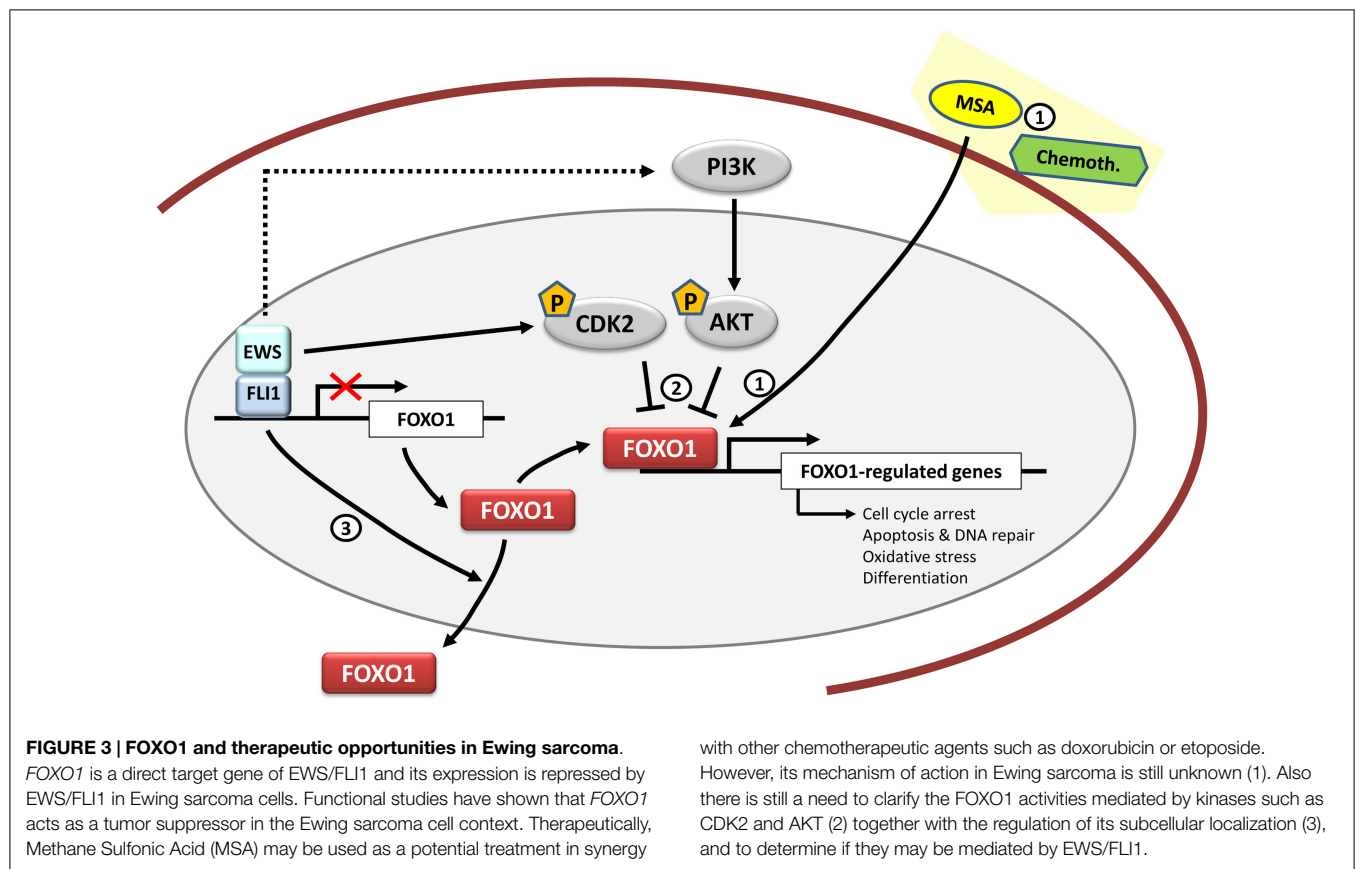 MSA
1
Chemoth.
PI3K
P
CDK2
P
AKT
EWS
FLI1
2
1
FOXO1
FOXO1
FOXO1-regulated genes
FOXO1
3
Cell cycle arrest
Apoptosis & DNA repair
Oxidative stress
Differentiation
FOXO1
FIGURE 3 | FOXO1 and therapeutic opportunities in Ewing sarcoma.
FOXO1 is a direct target gene of EWS/FLI1 and its expression is repressed by
EWS/FLI1 in Ewing sarcoma cells. Functional studies have shown that FOXO1
acts as a tumor suppressor in the Ewing sarcoma cell context. Therapeutically,
Methane Sulfonic Acid (MSA) may be used as a potential treatment in synergy
with other chemotherapeutic agents such as doxorubicin or etoposide.
However, its mechanism of action in Ewing sarcoma is still unknown (1). Also
there is still a need to clarify the FOXO1 activities mediated by kinases such as
CDK2 and AKT (2) together with the regulation of its subcellular localization (3),
and to determine if they may be mediated by EWS/FLI1.